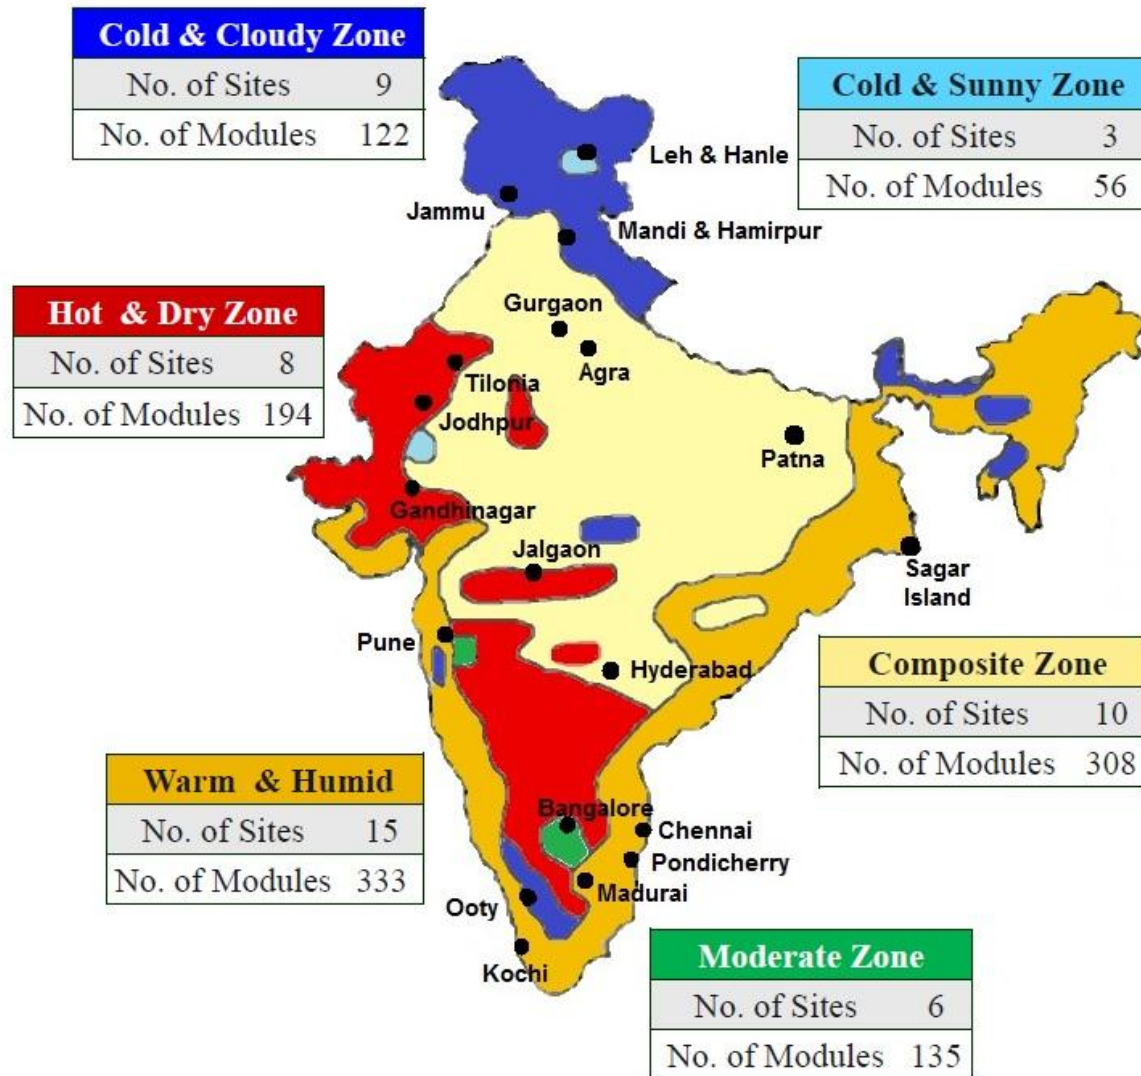 Cold & Cloudy Zone
No. of Sites 9
No. of Modules 122
Cold & Sunny Zone
No. of Sites 3
No. of Modules 56
Leh & Hanle
Jammu
Mandi & Hamirpur
Hot & Dry Zone
No. of Sites 8
No. of Modules 194
Gurgaon
Agra
Tilonia
Jodhpur
Patna
Gandhinagar
Jalgaon
Sagar
Island
Pune
Hyderabad
Composite Zone
No. of Sites 10
No. of Modules 308
Warm & Humid
No. of Sites 15
No. of Modules 333
Bangalore
Chennai
Pondicherry
Madurai
Ooty
Kochi
Moderate Zone
No. of Sites 6
No. of Modules 135